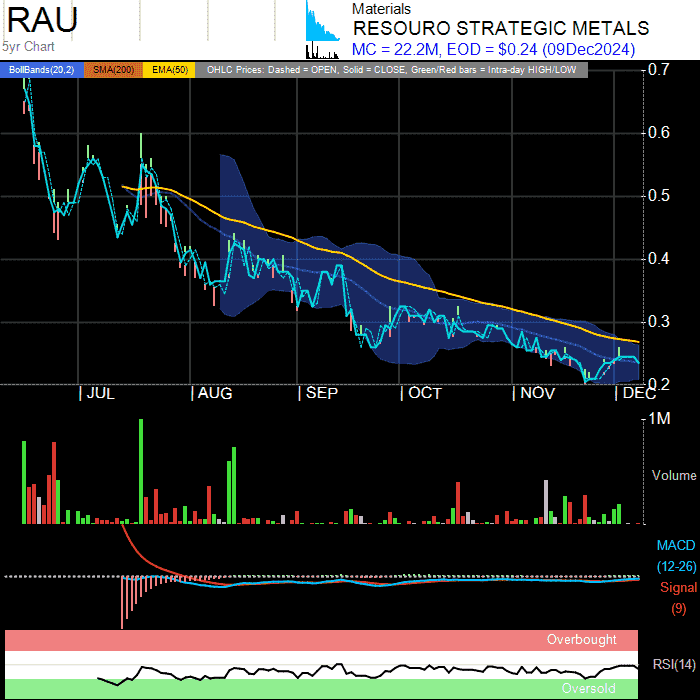 RAU
5yr Chart
Materials
RESOURO STRATEGIC METALS
MC = 22.2M, EOD = $0.24 (09Dec2024)
BollBands(20,2) SMA(200) EMA(50) OHLC Prices: Dashed = OPEN, Solid = CLOSE, Green/Red bars = Intra-day HIGH/LOW
0.7
0.6
0.5
0.4
0.3
0.2
JUL AUG SEP OCT NOV DEC
1M
Volume
MACD
(12-26)
Signal
(9)
Overbought
RSI(14)
Oversold